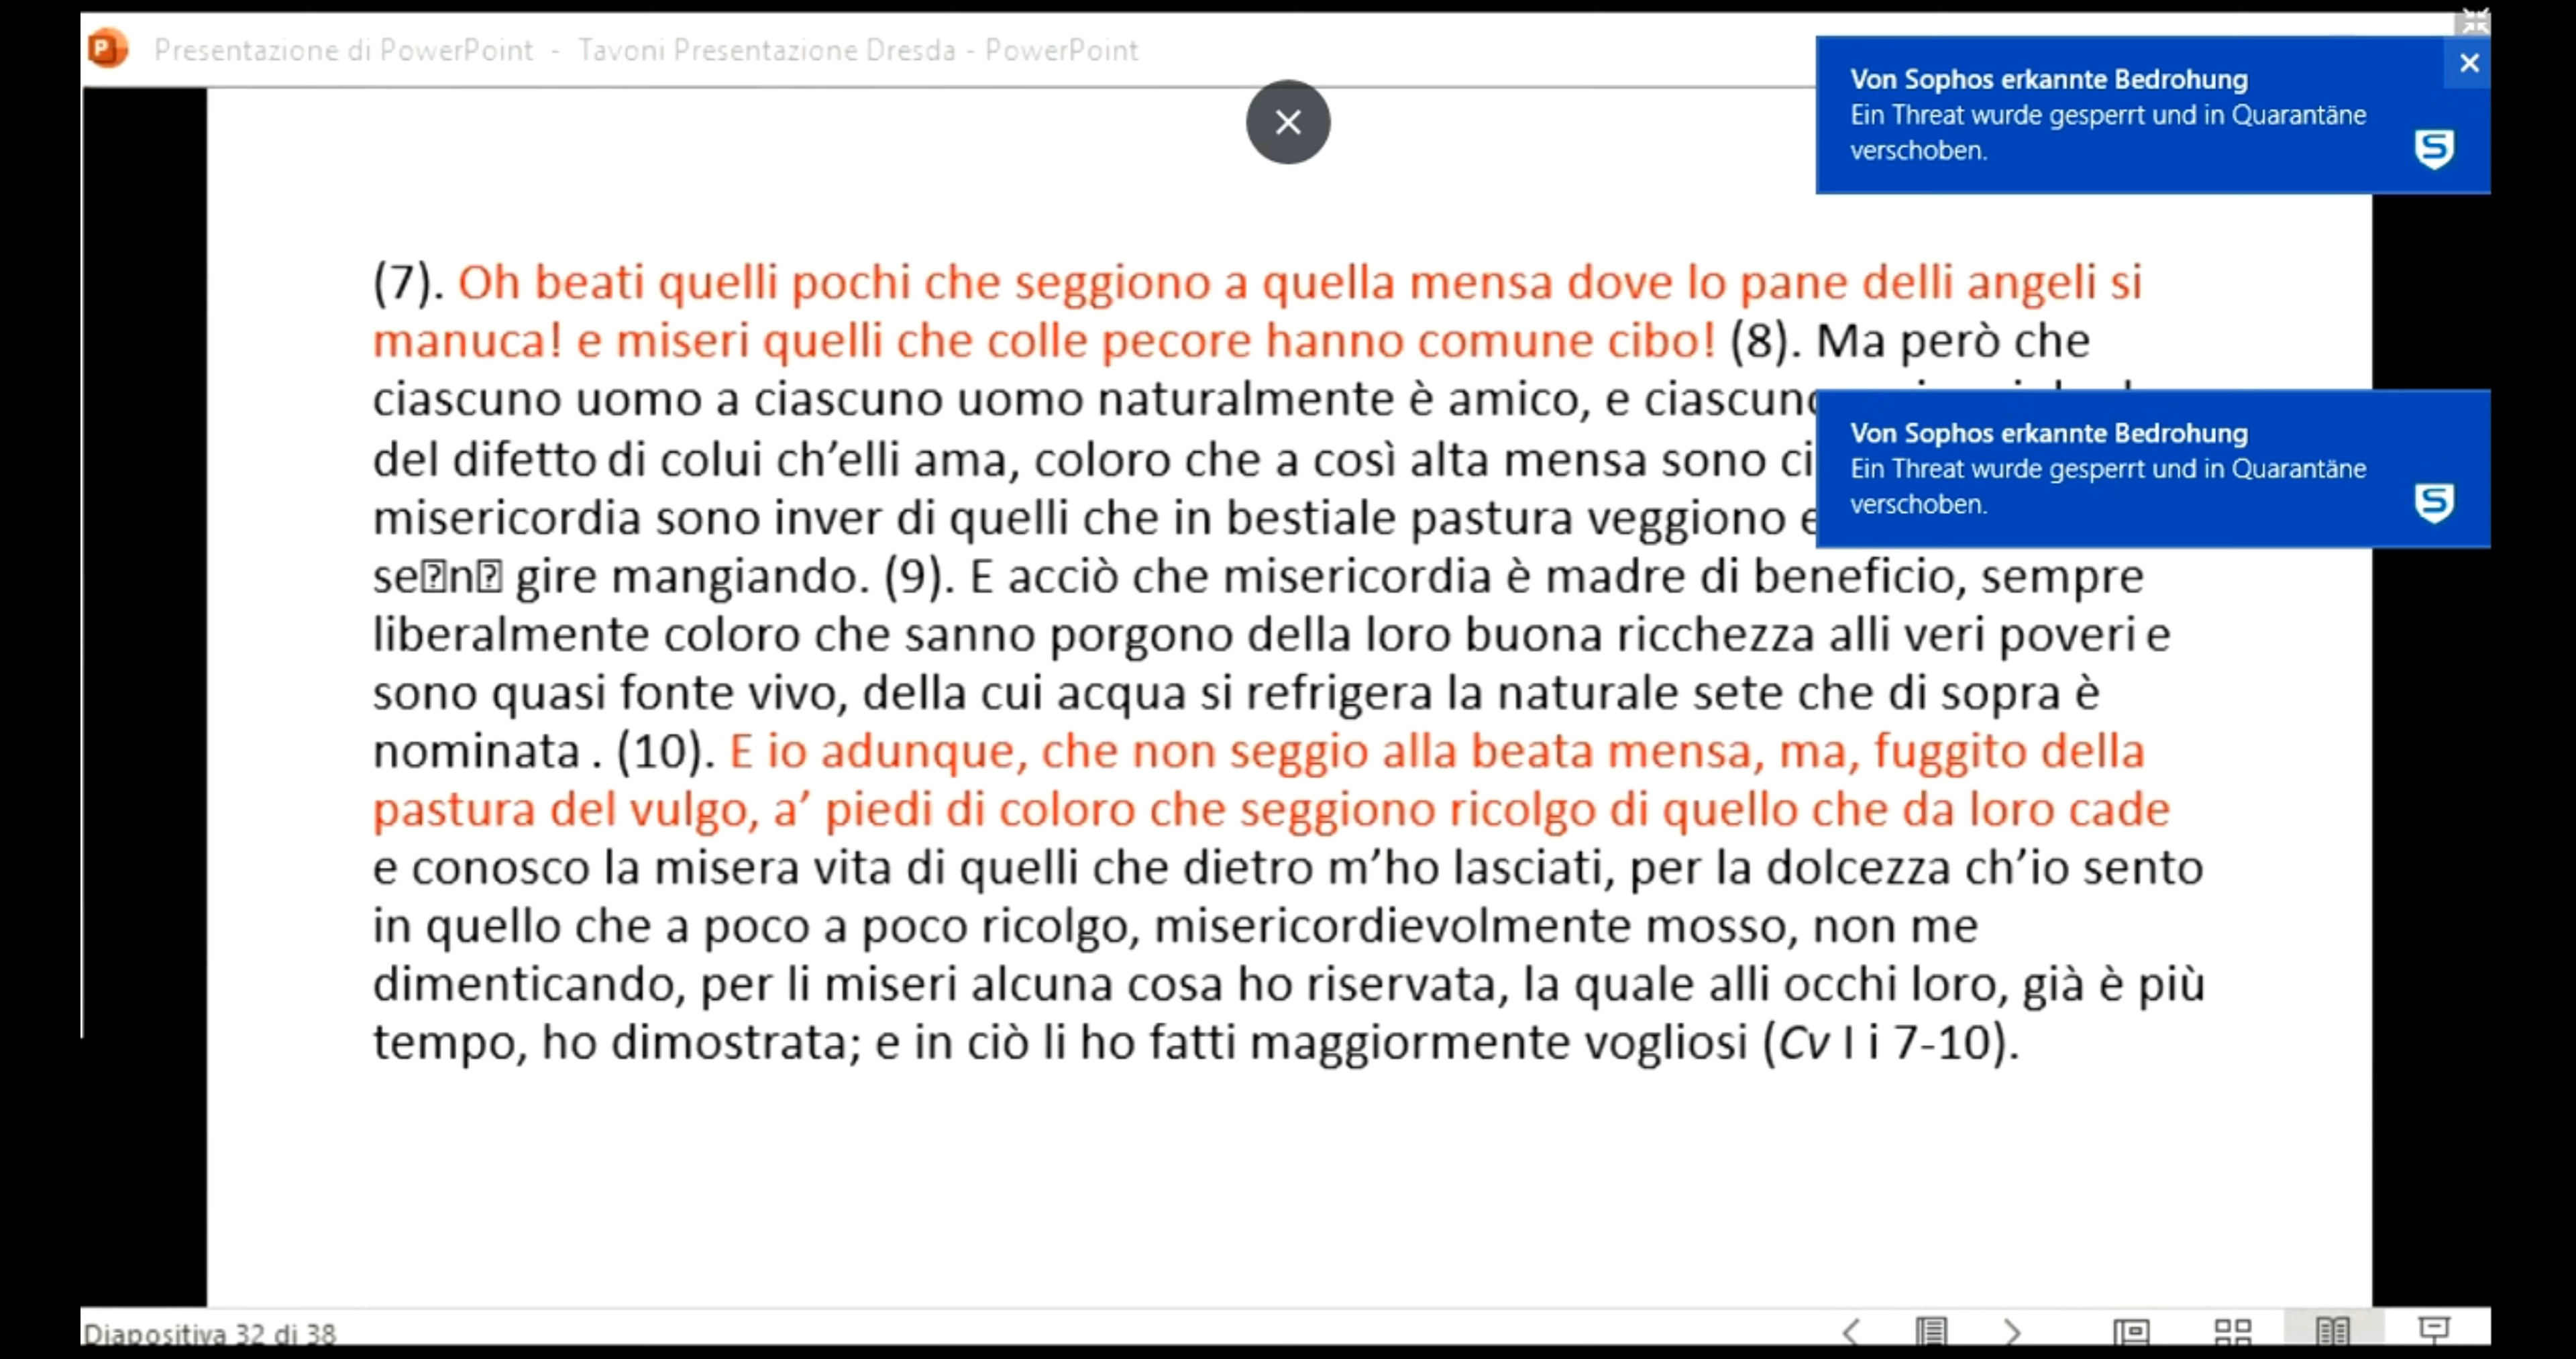 Presentazione di PowerPoint - Tavoni Presentazione Dresda - PowerPoint
Von Sophos erkannte Bedrohung
Ein Threat wurde gesperrt und in Quarantäne
verschoben.
(7). Oh beati quelli pochi che seggiono a quella mensa dove lo pane delli angeli si
manuca! e miseri quelli che colle pecore hanno comune cibo! (8). Ma però che
ciascuno uomo a ciascuno uomo naturalmente è amico, e
del difetto di colui ch’elli ama, coloro che a così alta mensa sono
misericordia sono inver di quelli che in bestiale pastura veggiono
Von Sophos erkannte Bedrohung
Ein Threat wurde gesperrt und in Quarantäne
verschoben.
gire mangiando. (9). E acciò che misericordia è madre di beneficio, sempre
liberalmente coloro che sanno porgono della loro buona ricchezza alli veri poveri e
sono quasi fonte vivo, della cui acqua si refrigera la naturale sete che di sopra è
nominata . (10). E io adunque, che non seggio alla beata mensa, ma, fuggito della
pastura del vulgo, a’ piedi di coloro che seggiono ricolgo di quello che da loro cade
e conosco la misera vita di quelli che dietro m’ho lasciati, per la dolcezza ch’io sento
in quello che a poco a poco ricolgo, misericordievolmente mosso, non me
dimenticando, per li miseri alcuna cosa ho riservata, la quale alli occhi loro, già è più
tempo, ho dimostrata; e in ciò li ho fatti maggiormente vogliosi (Cv I i 7-10).
Diapositiva 32 di 38